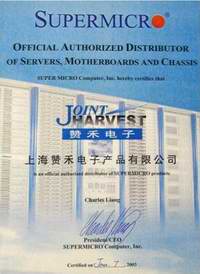 SUPERMICRO
OFFICIAL AUTHORIZED DISTRIBUTOR
OF SERVERS, MOTHERBOARDS AND CHASSIS
SUPER MICRO Computer, Inc. hereby certifies that
JOINT
HARVEST
赞禾电子
上海赞禾电子产品有限公司
is an official authorized distributor of SUPERMICRO products
Charles Liang
President/CEO
SUPERMICRO Computer, Inc.
Certified on June 7 2005